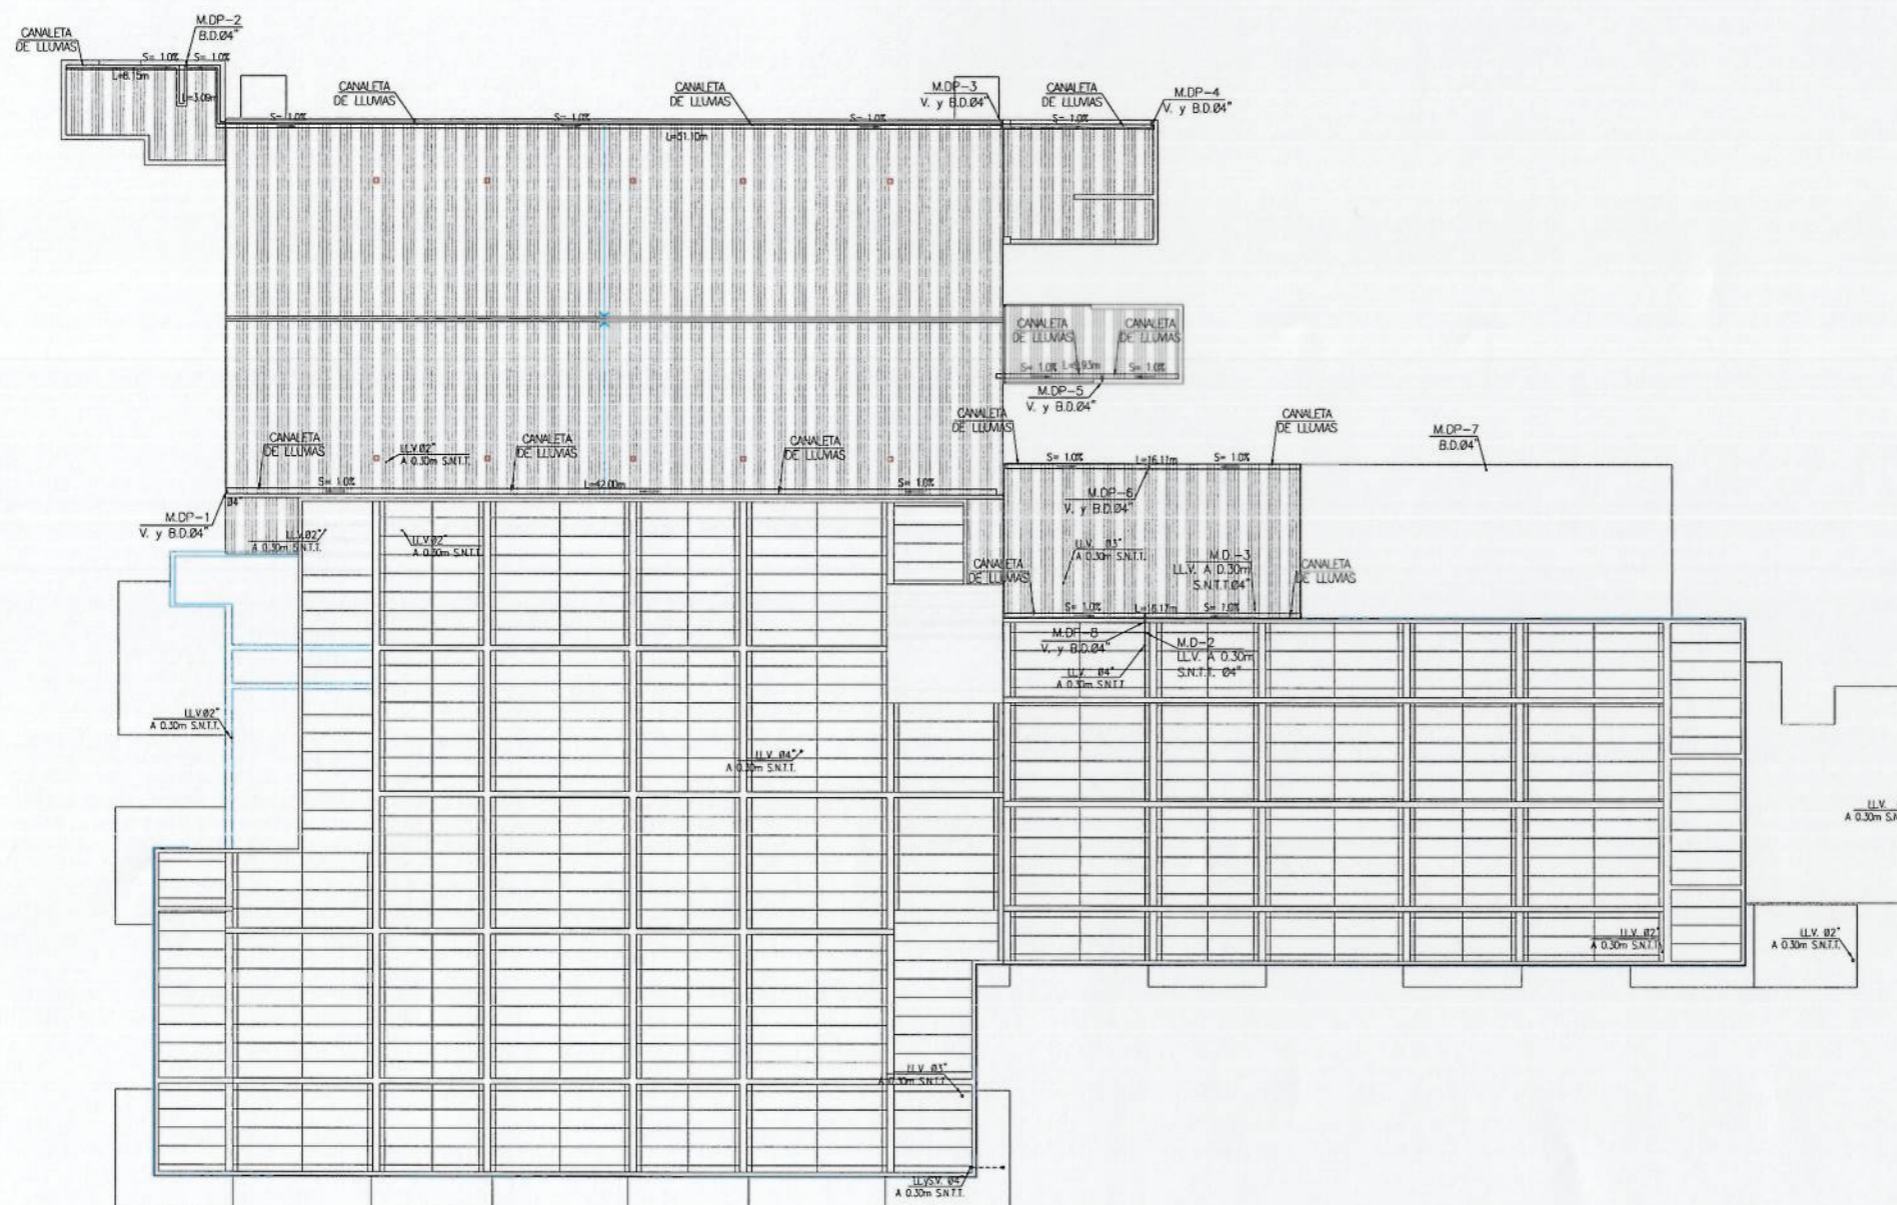 CANALETA
DE LLUVIAS
M.DP-2
B.D.Ø4"
S= 1.0%
S= 1.0%
L=3.09m
CANALETA
DE LLUVIAS
CANALETA
DE LLUVIAS
M.DP-3
V. y B.D.Ø4"
CANALETA
DE LLUVIAS
M.DP-4
V. y B.D.Ø4"
S= 1.0%
S= 1.0%
S= 1.0%
S= 1.0%
L=51.10m
CANALETA
DE LLUVIAS
CANALETA
DE LLUVIAS
S= 1.0%
S= 1.0%
M.DP-5
V. y B.D.Ø4"
CANALETA
DE LLUVIAS
CANALETA
DE LLUVIAS
M.DP-7
B.D.Ø4"
CANALETA
DE LLUVIAS
LL.V.Ø2"
A 0.30m S.N.T.T.
CANALETA
DE LLUVIAS
CANALETA
DE LLUVIAS
S= 1.0%
L=16.11m
S= 1.0%
S= 1.0%
L=42.00m
S= 1.0%
M.DP-6
V. y B.D.Ø4"
Ø4"
M.DP-1
V. y B.D.Ø4"
LL.V.Ø2"
A 0.30m S.N.T.T.
LL.V.Ø2"
A 0.30m S.N.T.T.
LL.V. Ø3"
A 0.30m S.N.T.T.
M.D.-3
LL.V. A 0.30m
S.N.T.T.Ø4"
CANALETA
DE LLUVIAS
CANALETA
DE LLUVIAS
S= 1.0%
S= 1.0%
M.DP-8
V. y B.D.Ø4"
M.D-2
LL.V. A 0.30m
S.N.T.T. Ø4"
LL.V. Ø4"
A 0.30m S.N.T.T.
LL.V.Ø2"
A 0.30m S.N.T.T.
LL.V. Ø4"
A 0.30m S.N.T.T.
LL.V.
A 0.30m
LL.V. Ø2"
A 0.30m S.N.T.T.
LL.V. Ø2"
A 0.30m S.N.T.T.
LL.V. Ø3"
A 0.30m S.N.T.T.
A 0.30m S.N.T.T.